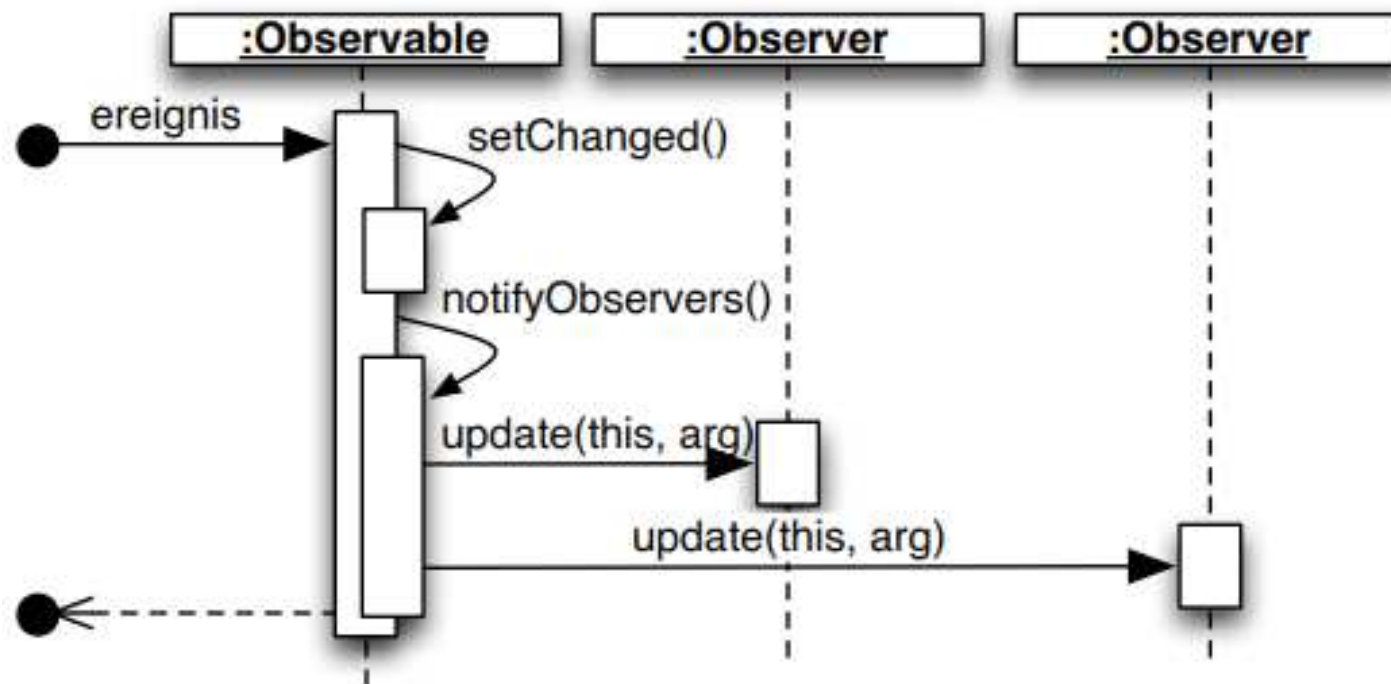 :Observable
:Observer
:Observer
ereignis
setChanged()
notifyObservers()
update(this, arg)
update(this, arg)